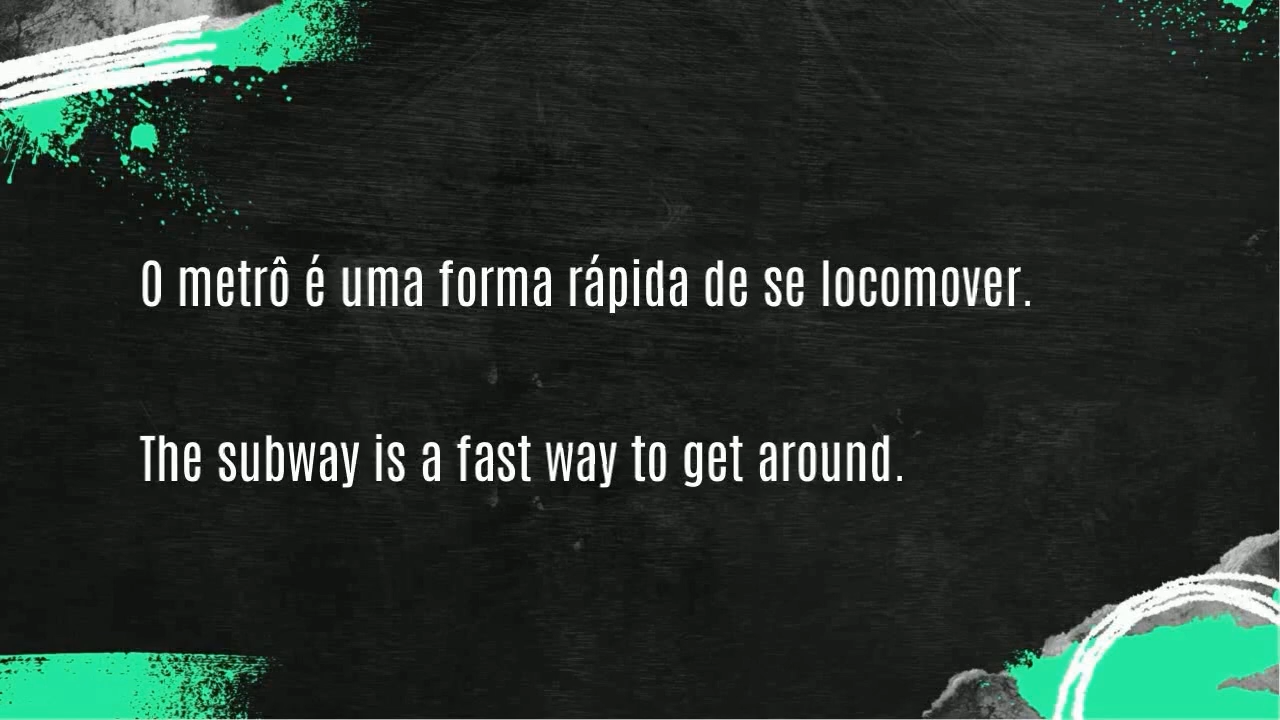 O metrô é uma forma rápida de se locomover.
The subway is a fast way to get around.